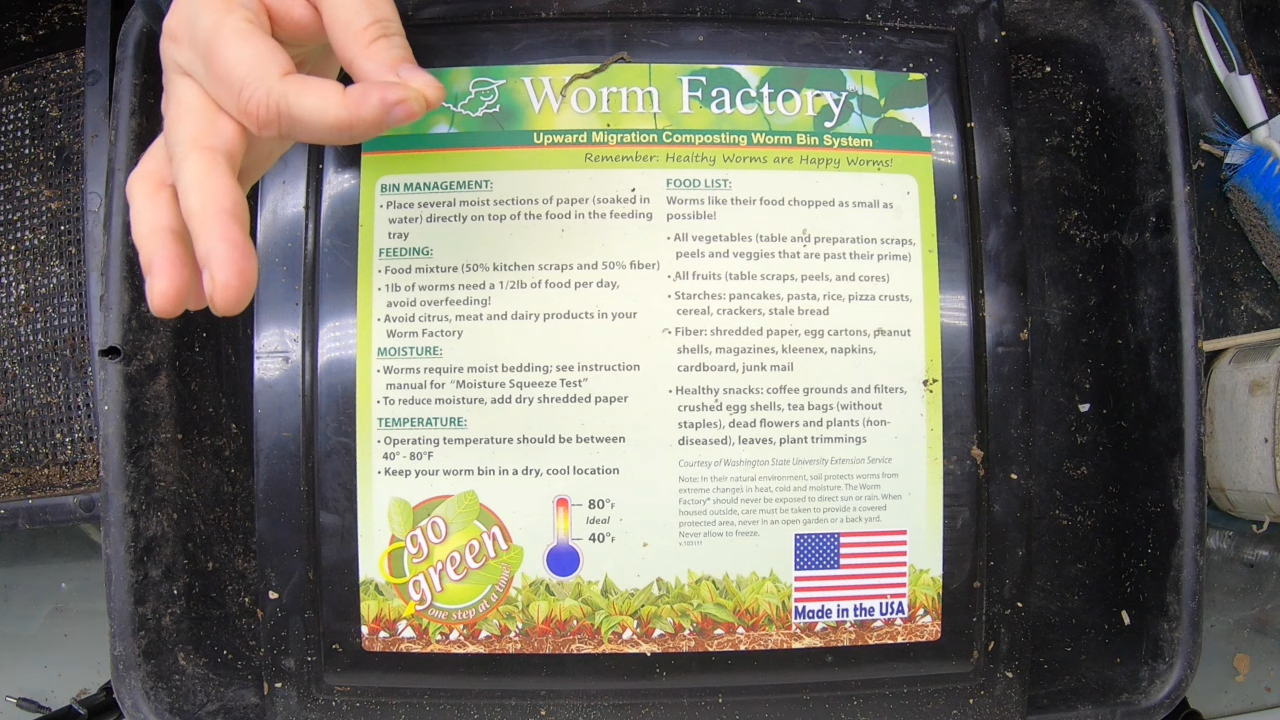 Worm Factory
Upward Migration Composting Worm Bin System
Remember: Healthy Worms are Happy Worms!
BIN MANAGEMENT:
• Place several moist sections of paper (soaked in
water) directly on top of the food in the feeding
tray
FEEDING:
• Food mixture (50% kitchen scraps and 50% fiber)
• 1lb of worms need a 1/2lb of food per day,
avoid overfeeding!
• Avoid citrus, meat and dairy products in your
Worm Factory
MOISTURE:
• Worms require moist bedding; see instruction
manual for “Moisture Squeeze Test”
• To reduce moisture, add dry shredded paper
TEMPERATURE:
• Operating temperature should be between
40° - 80°F
• Keep your worm bin in a dry, cool location
go
green
one step at a time!
80°F
Ideal
40°F
FOOD LIST:
Worms like their food chopped as small as
possible!
• All vegetables (table and preparation scraps,
peels and veggies that are past their prime)
• All fruits (table scraps, peels, and cores)
• Starches: pancakes, pasta, rice, pizza crusts,
cereal, crackers, stale bread
• Fiber: shredded paper, egg cartons, peanut
shells, magazines, kleenex, napkins,
cardboard, junk mail
• Healthy snacks: coffee grounds and filters,
crushed egg shells, tea bags (without
staples), dead flowers and plants (non-
diseased), leaves, plant trimmings
Courtesy of Washington State University Extension Service
Note: In their natural environment, soil protects worms from
extreme changes in heat, cold and moisture. The Worm
Factory® should never be exposed to direct sun or rain. When
housed outside, care must be taken to provide a covered
protected area, never in an open garden or a back yard.
Never allow to freeze.
v.103111
Made in the USA